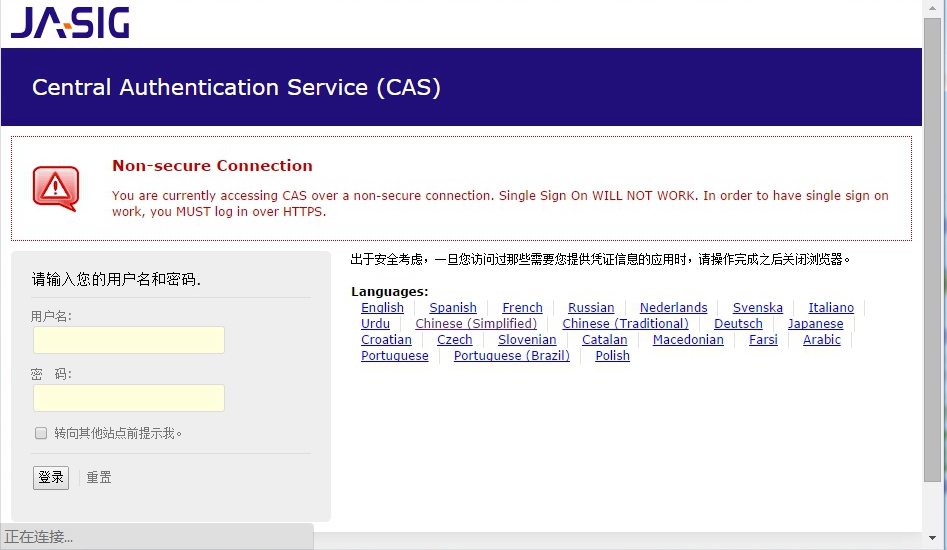 JASIG
Central Authentication Service (CAS)
Non-secure Connection
You are currently accessing CAS over a non-secure connection. Single Sign On WILL NOT WORK. In order to have single sign on
work, you MUST log in over HTTPS.
请输入您的用户名和密码.
用户名:
密 码:
转向其他站点前提示我。
登录 重置
出于安全考虑，一旦您访问过那些需要您提供凭证信息的应用时，请操作完成之后关闭浏览器。
Languages:
English Spanish French Russian Nederlands Svenska Italiano
Urdu Chinese (Simplified) Chinese (Traditional) Deutsch Japanese
Croatian Czech Slovenian Catalan Macedonian Farsi Arabic
Portuguese Portuguese (Brazil) Polish
正在连接...